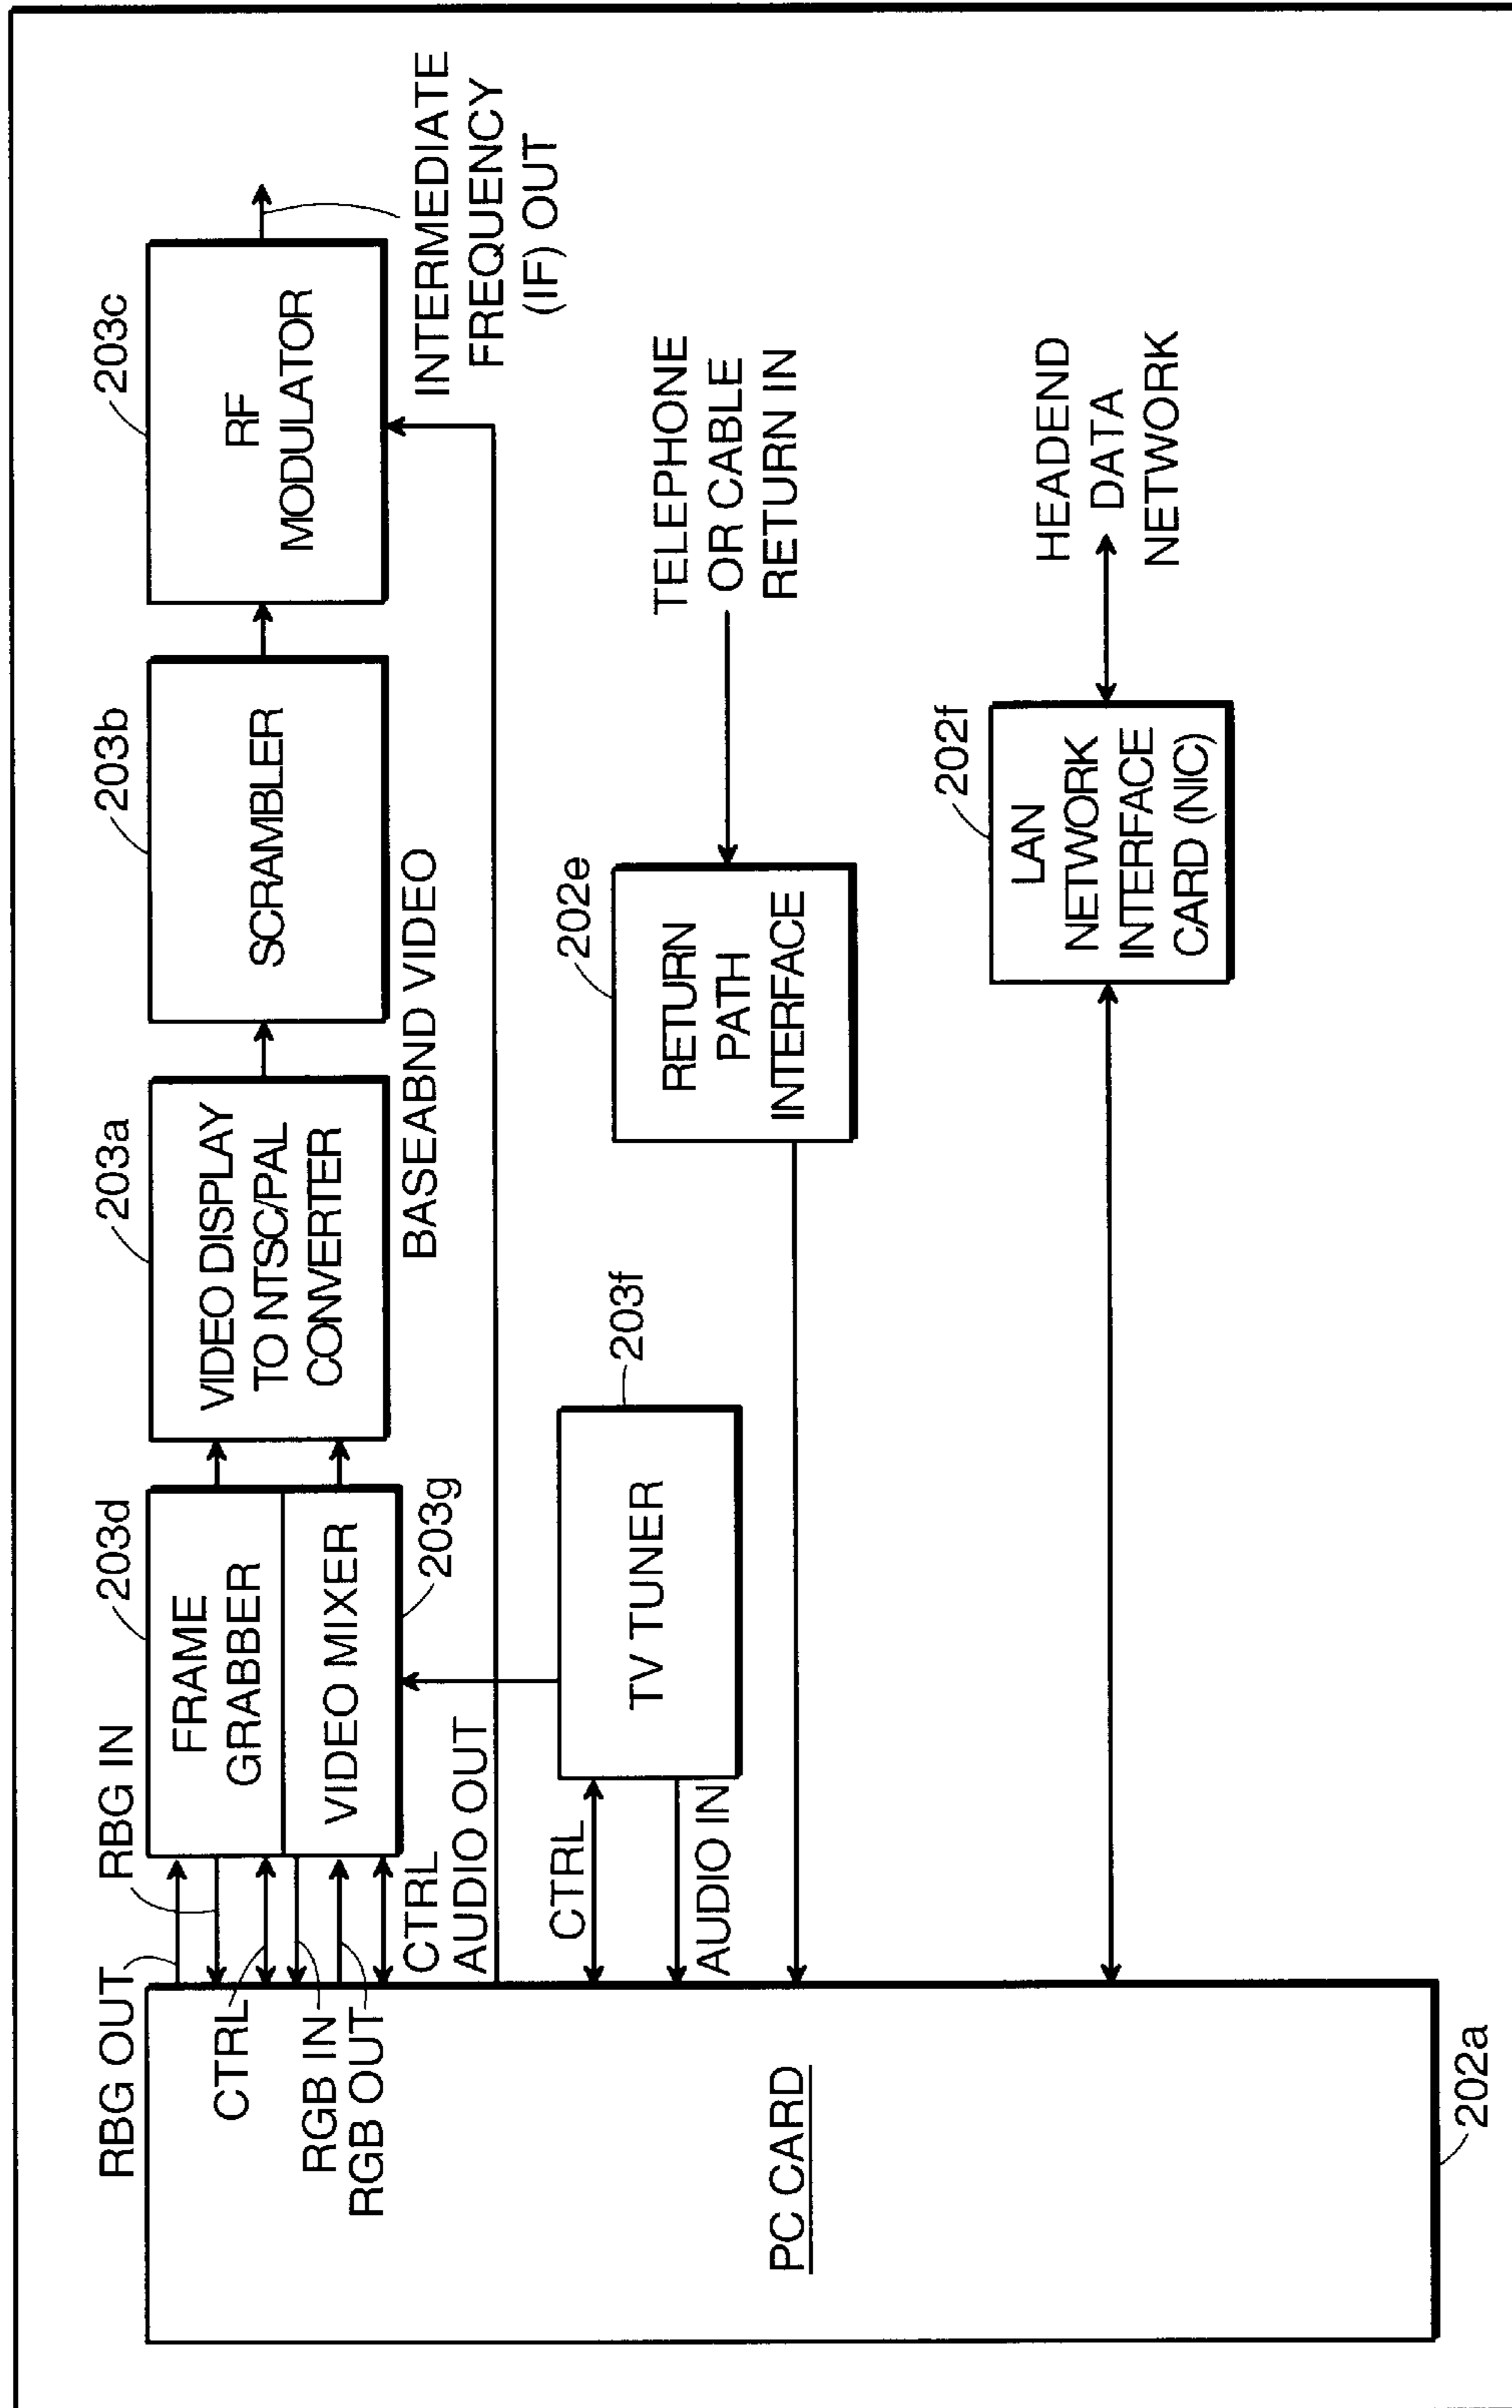 203d
203a
203b
203c
RBG OUT
RBG IN
CTRL
RGB IN
RGB OUT
FRAME
GRABBER
VIDEO MIXER
203g
VIDEO DISPLAY
TO NTSC/PAL
CONVERTER
SCRAMBLER
RF
MODULATOR
CTRL
AUDIO OUT
BASEABND VIDEO
INTERMEDIATE
FREQUENCY
(IF) OUT
CTRL
AUDIO IN
TV TUNER
203f
202e
RETURN
PATH
INTERFACE
TELEPHONE
OR CABLE
RETURN IN
PC CARD
202f
LAN
NETWORK
INTERFACE
CARD (NIC)
HEADEND
DATA
NETWORK
202a